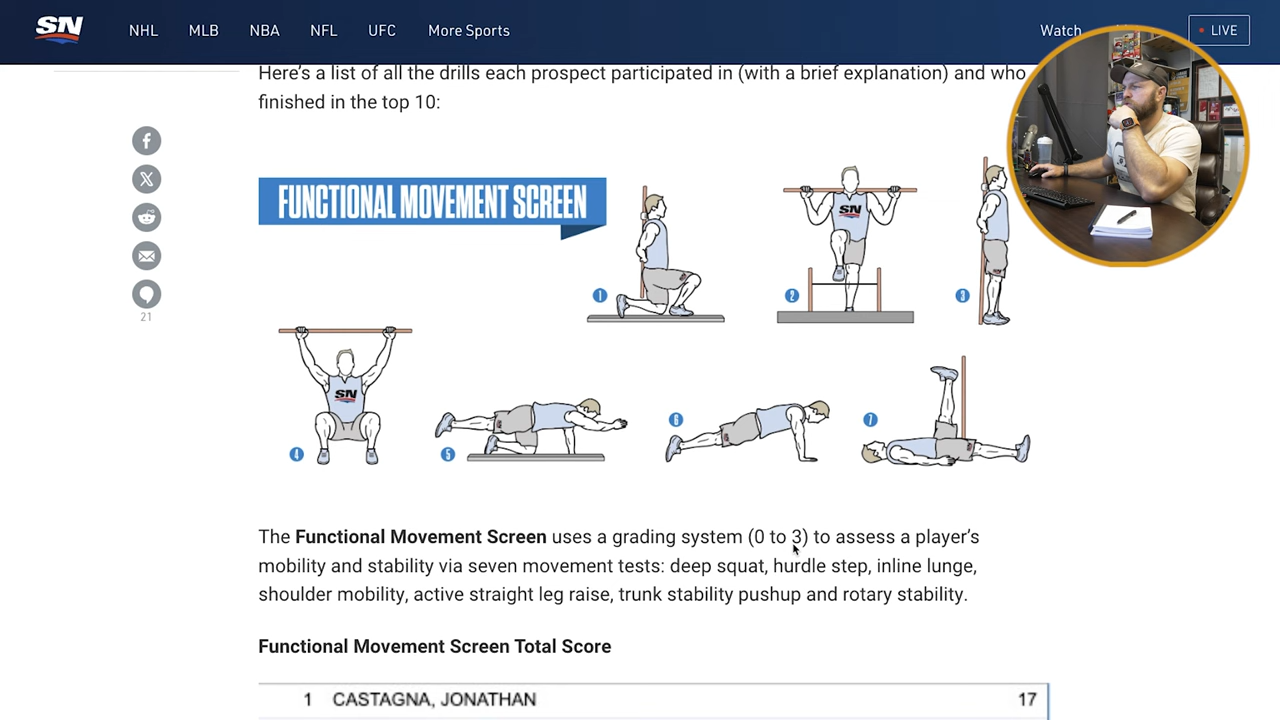 SN
NHL
MLB
NBA
NFL
UFC
More Sports
Watch
LIVE
Here's a list of all the drills each prospect participated in (with a brief explanation) and who
finished in the top 10:
FUNCTIONAL MOVEMENT SCREEN
1
SN
2
3
SN
4
5
6
7
21
The Functional Movement Screen uses a grading system (0 to 3) to assess a player's
mobility and stability via seven movement tests: deep squat, hurdle step, inline lunge,
shoulder mobility, active straight leg raise, trunk stability pushup and rotary stability.
Functional Movement Screen Total Score
1 CASTAGNA, JONATHAN 17